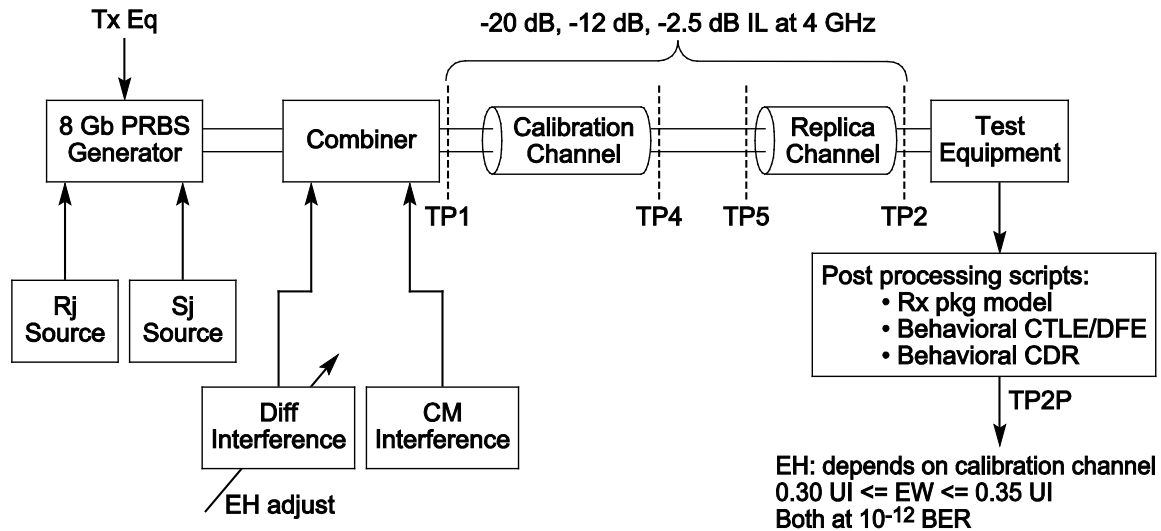 Tx Eq
-20 dB, -12 dB, -2.5 dB IL at 4 GHz
8 Gb PRBS
Generator
Combiner
Calibration
Channel
Replica
Channel
Test
Equipment
TP1
TP4
TP5
TP2
Rj
Source
Sj
Source
Post processing scripts:
• Rx pkg model
• Behavioral CTLE/DFE
• Behavioral CDR
Diff
Interference
CM
Interference
TP2P
EH adjust
EH: depends on calibration channel
0.30 UI <= EW <= 0.35 UI
Both at 10⁻¹² BER